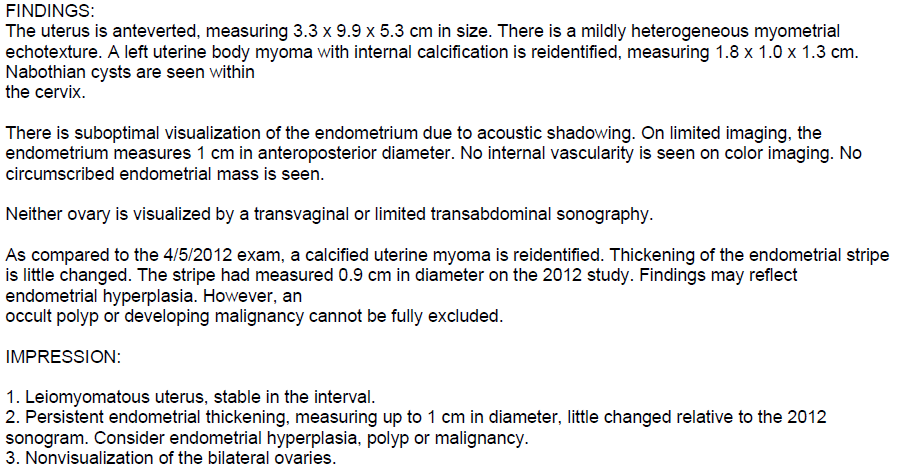 FINDINGS:
The uterus is anteverted, measuring 3.3 x 9.9 x 5.3 cm in size. There is a mildly heterogeneous myometrial
echotexture. A left uterine body myoma with internal calcification is reidentified, measuring 1.8 x 1.0 x 1.3 cm.
Nabothian cysts are seen within
the cervix.
There is suboptimal visualization of the endometrium due to acoustic shadowing. On limited imaging, the
endometrium measures 1 cm in anteroposterior diameter. No internal vascularity is seen on color imaging. No
circumscribed endometrial mass is seen.
Neither ovary is visualized by a transvaginal or limited transabdominal sonography.
As compared to the 4/5/2012 exam, a calcified uterine myoma is reidentified. Thickening of the endometrial stripe
is little changed. The stripe had measured 0.9 cm in diameter on the 2012 study. Findings may reflect
endometrial hyperplasia. However, an
occult polyp or developing malignancy cannot be fully excluded.
IMPRESSION:
1. Leiomyomatous uterus, stable in the interval.
2. Persistent endometrial thickening, measuring up to 1 cm in diameter, little changed relative to the 2012
sonogram. Consider endometrial hyperplasia, polyp or malignancy.
3. Nonvisualization of the bilateral ovaries.